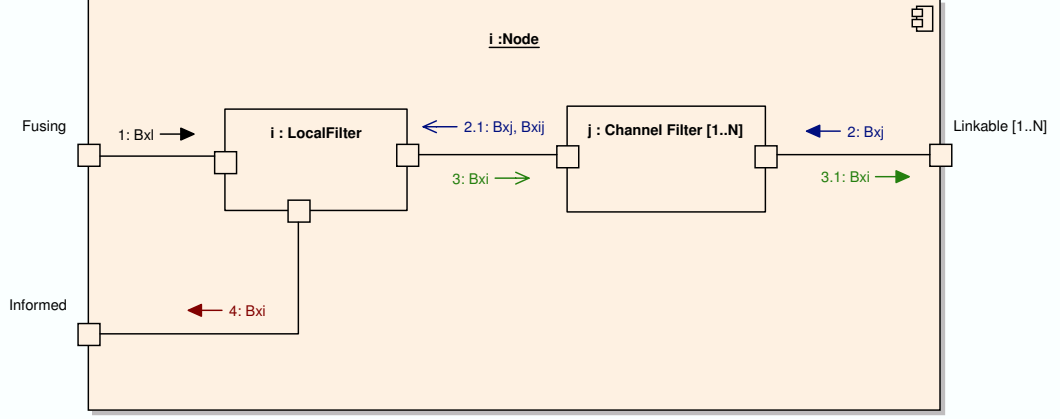 i :Node
Fusing
1: Bxl
i : LocalFilter
2.1: Bxj, Bxij
j : Channel Filter [1..N]
2: Bxj
Linkable [1..N]
3: Bxi
3.1: Bxi
Informed
4: Bxi